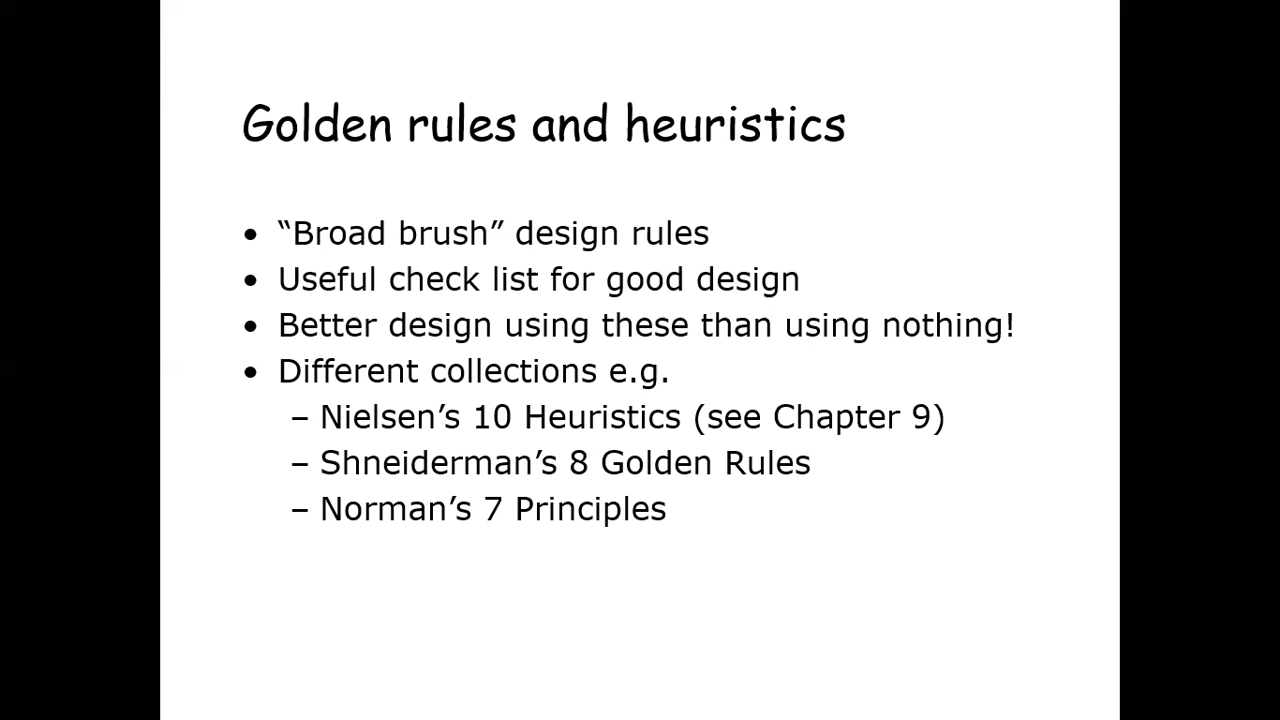 Golden rules and heuristics
• “Broad brush” design rules
• Useful check list for good design
• Better design using these than using nothing!
• Different collections e.g.
– Nielsen’s 10 Heuristics (see Chapter 9)
– Shneiderman’s 8 Golden Rules
– Norman’s 7 Principles